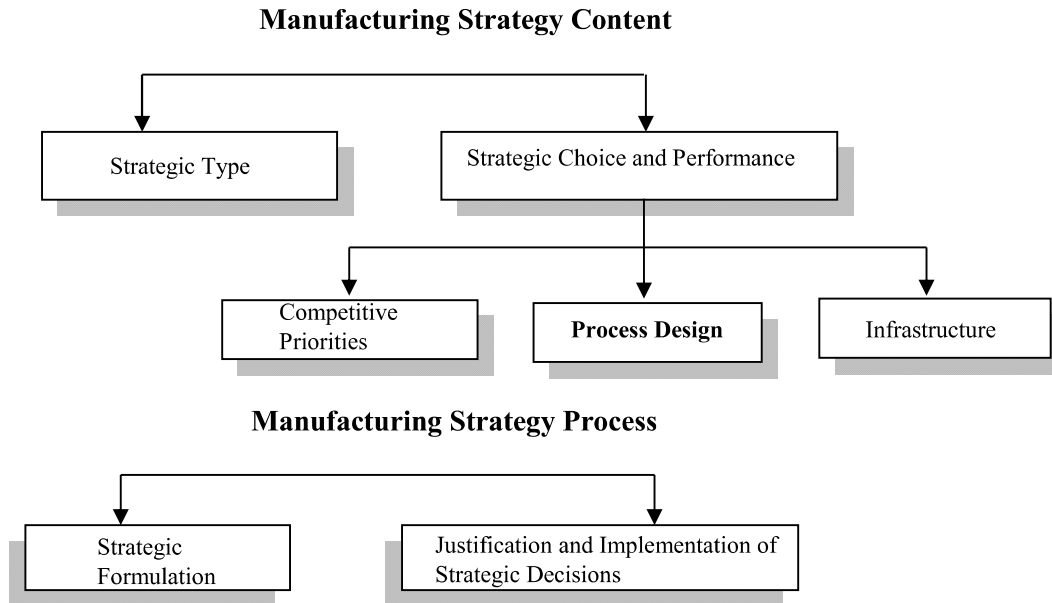 Manufacturing Strategy Content
Strategic Type
Strategic Choice and Performance
Competitive
Priorities
Process Design
Infrastructure
Manufacturing Strategy Process
Strategic
Formulation
Justification and Implementation of
Strategic Decisions